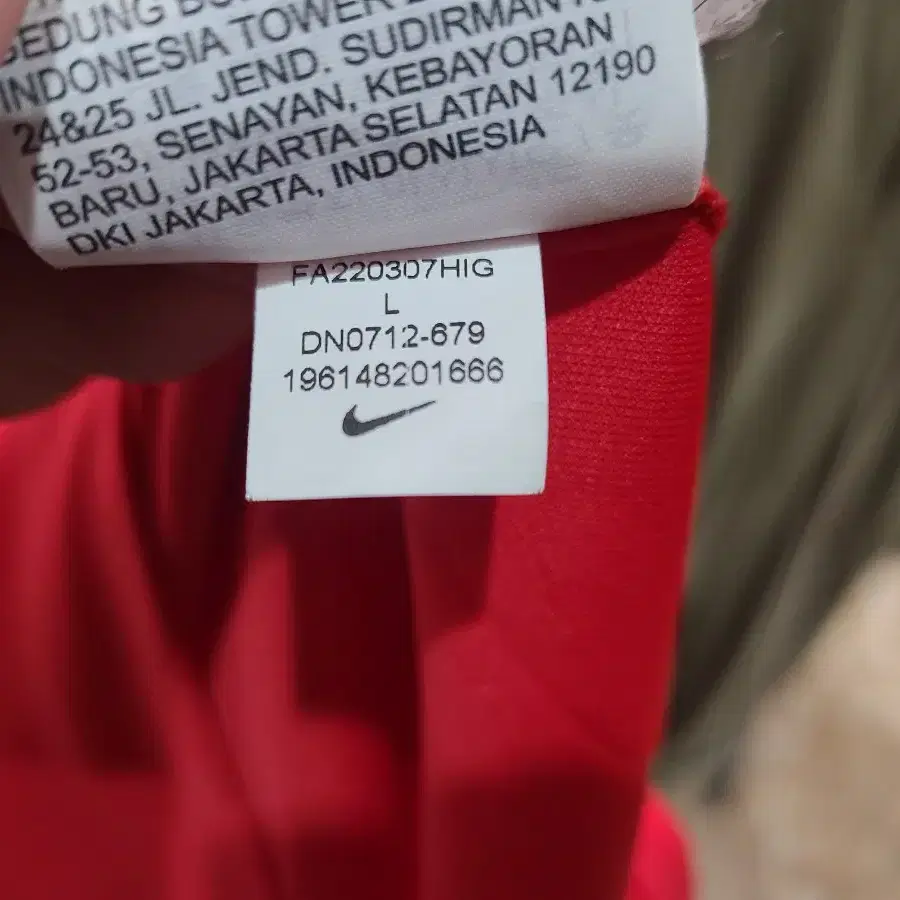 GEDUNG
INDONESIA TOWER
24&25 JL. JEND. SUDIRMAN
52-53, SENAYAN, KEBAYORAN
BARU, JAKARTA SELATAN 12190
DKI JAKARTA, INDONESIA
FA220307HIG
L
DN0712-679
196148201666